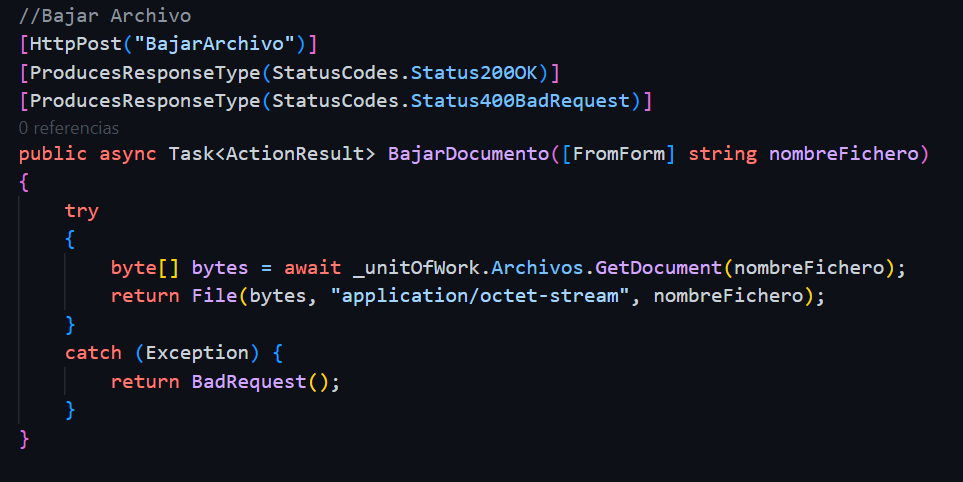 //Bajar Archivo
[HttpPost("BajarArchivo")]
[ProducesResponseType(StatusCodes.Status200OK)]
[ProducesResponseType(StatusCodes.Status400BadRequest)]
0 referencias
public async Task<ActionResult> BajarDocumento([FromForm] string nombreFichero)
{
    try
    {
        byte[] bytes = await _unitOfWork.Archivos.GetDocument(nombreFichero);
        return File(bytes, "application/octet-stream", nombreFichero);
    }
    catch (Exception) {
        return BadRequest();
    }
}